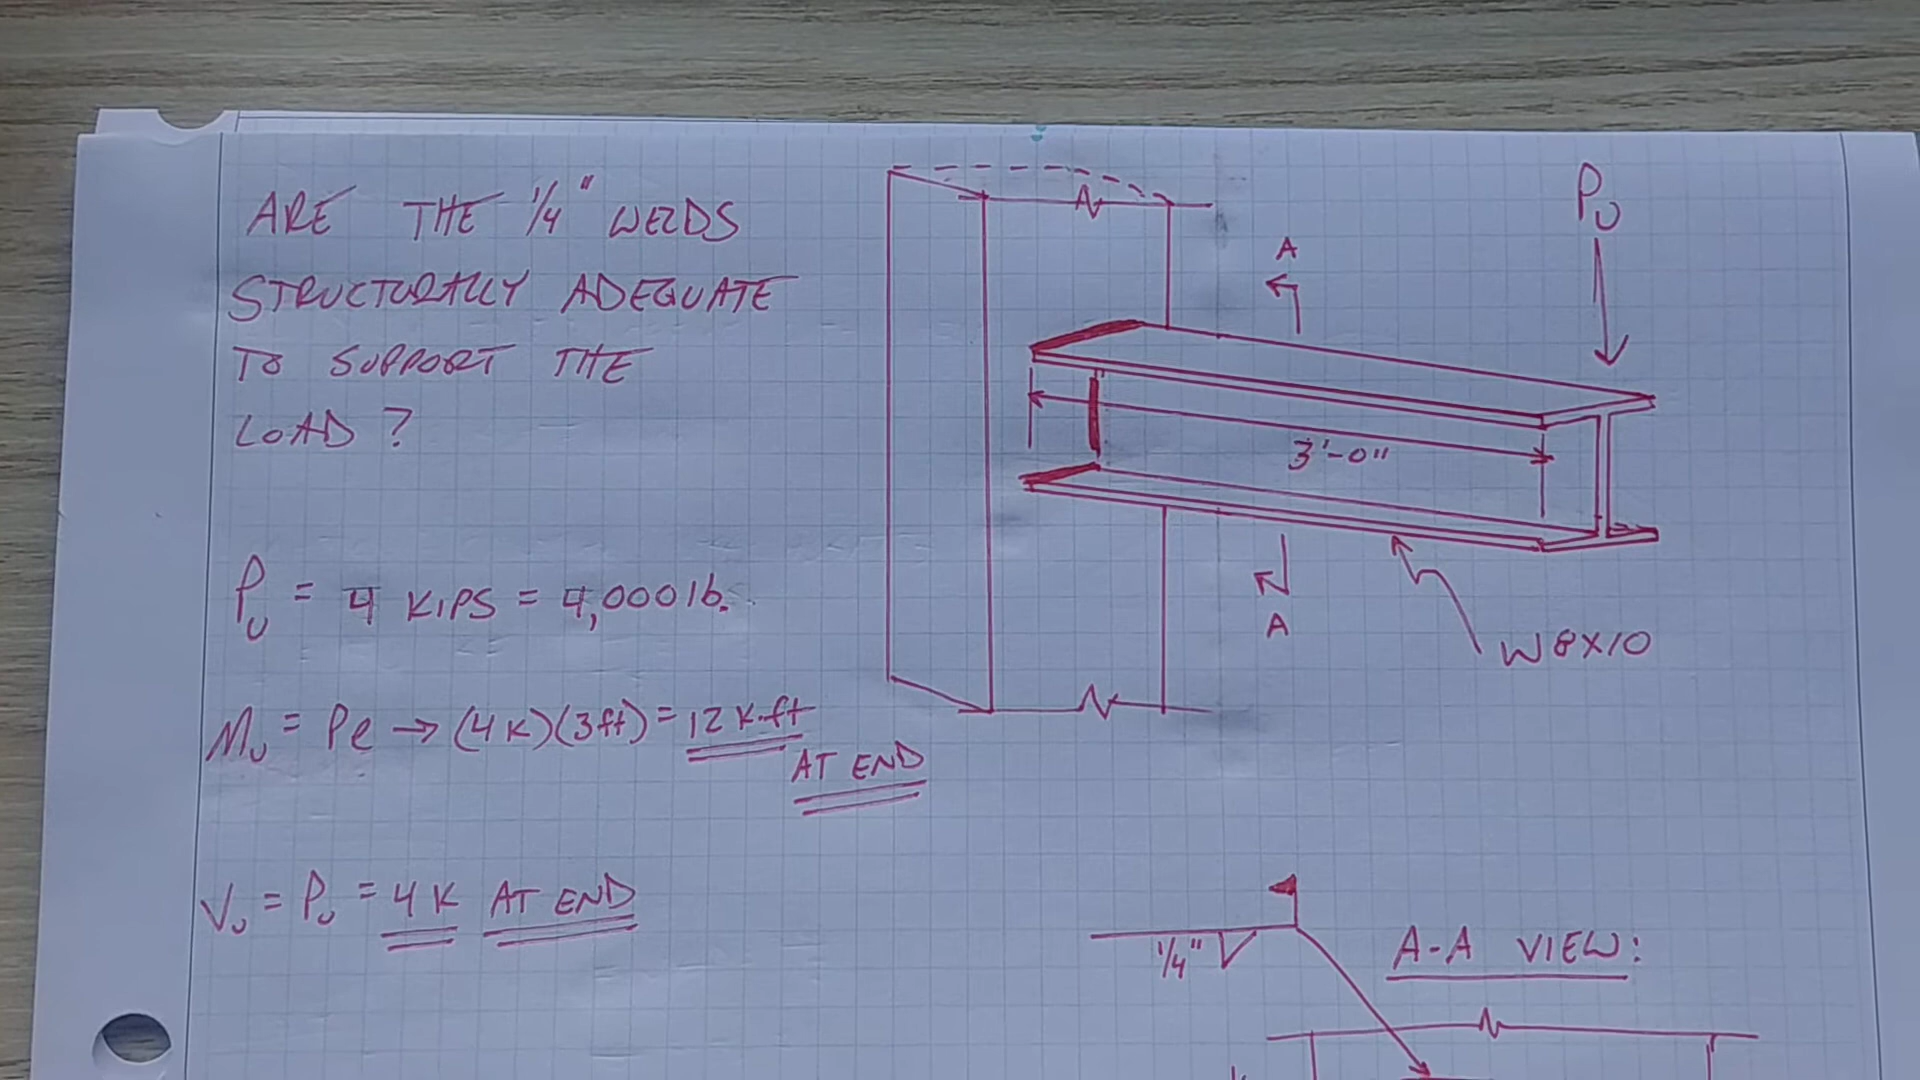 ARE THE 1/4" WELDS
STRUCTURALLY ADEQUATE
TO SUPPORT THE
LOAD?
Pu = 4 KIPS = 4,000 lb.
Mu = Pe → (4K)(3ft) = 12 K·ft
AT END
Vu = Pu = 4K AT END
Pu
A
3'-0"
A
W8X10
1/4"
A-A VIEW: